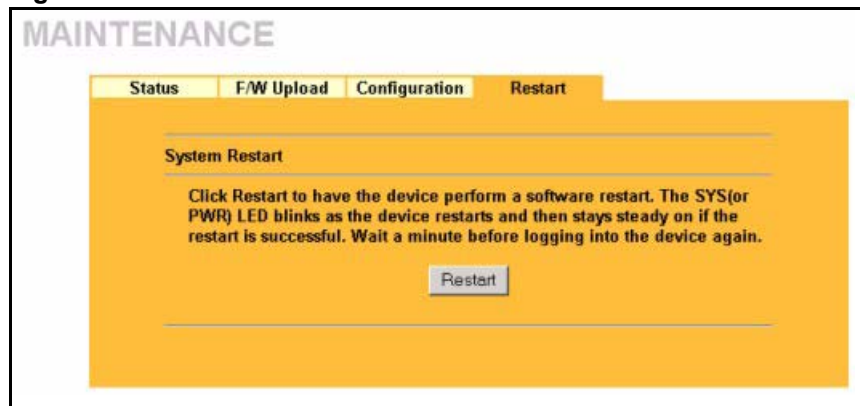 MAINTENANCE
Status F/W Upload Configuration Restart
System Restart
Click Restart to have the device perform a software restart. The SYS(or
PWR) LED blinks as the device restarts and then stays steady on if the
restart is successful. Wait a minute before logging into the device again.
Restart